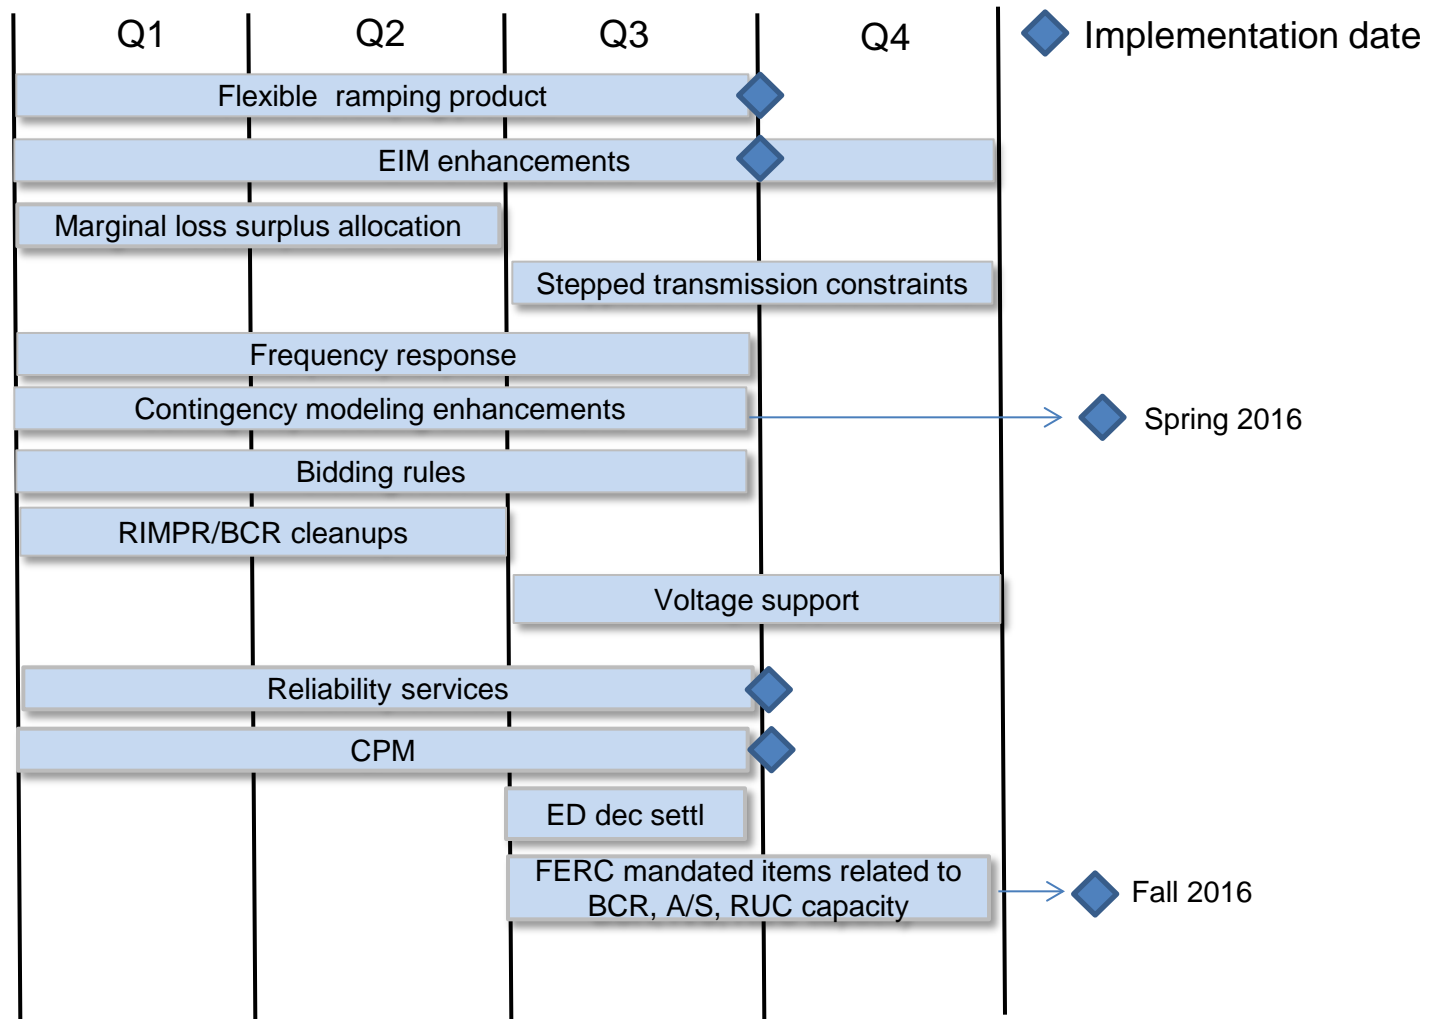 Q1 Q2 Q3 Q4 Implementation date
Flexible ramping product
EIM enhancements
Marginal loss surplus allocation
Stepped transmission constraints
Frequency response
Contingency modeling enhancements
Spring 2016
Bidding rules
RIMPR/BCR cleanups
Voltage support
Reliability services
CPM
ED dec settl
FERC mandated items related to
BCR, A/S, RUC capacity
Fall 2016